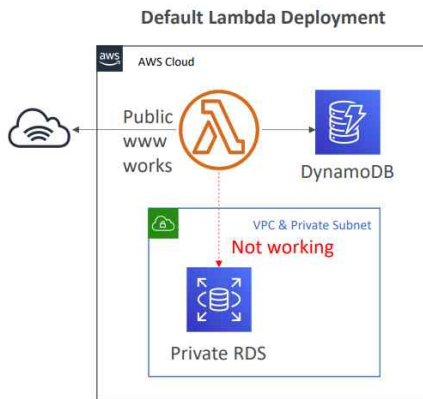 Default Lambda Deployment
aws
AWS Cloud
Public
www
works
DynamoDB
VPC & Private Subnet
Not working
Private RDS